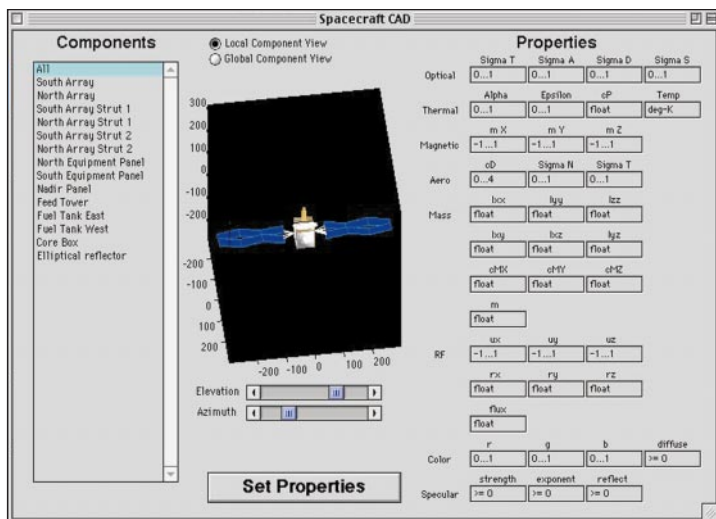 Spacecraft CAD
Components
All
South Array
North Array
South Array Strut 1
North Array Strut 1
South Array Strut 2
North Array Strut 2
North Equipment Panel
South Equipment Panel
Nadir Panel
Feed Tower
Fuel Tank East
Fuel Tank West
Core Box
Elliptical reflector
Local Component View
Global Component View
300
200
100
0
-100
-200
-200
-100
0
100
200
-200 -100 0 100 200
Elevation
Azimuth
Set Properties
Properties
Sigma T Sigma A Sigma D Sigma S
Optical 0...1 0...1 0...1 0...1
Alpha Epsilon cP Temp
Thermal 0...1 0...1 float deg-K
m X m Y m Z
Magnetic -1...1 -1...1 -1...1
cD Sigma N Sigma T
Aero 0...4 0...1 0...1
Ixx Iyy Izz
Mass float float float
Ixy Ixz Iyz
float float float
cMX cMY cMZ
float float float
m
float
ux uy uz
RF -1...1 -1...1 -1...1
rx ry rz
float float float
flux
float
r g b diffuse
Color 0...1 0...1 0...1 >= 0
strength exponent reflect
Specular >= 0 >= 0 >= 0